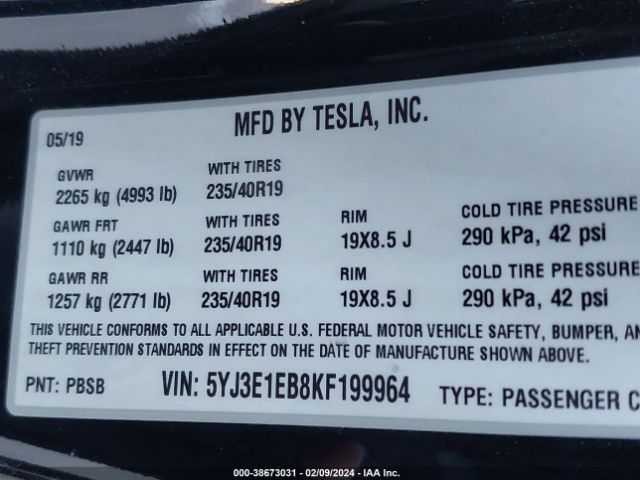 MFD BY TESLA, INC.
05/19
GVWR WITH TIRES
2265 kg (4993 lb) 235/40R19
GAWR FRT WITH TIRES RIM COLD TIRE PRESSURE
1110 kg (2447 lb) 235/40R19 19X8.5 J 290 kPa, 42 psi
GAWR RR WITH TIRES RIM COLD TIRE PRESSURE
1257 kg (2771 lb) 235/40R19 19X8.5 J 290 kPa, 42 psi
THIS VEHICLE CONFORMS TO ALL APPLICABLE U.S. FEDERAL MOTOR VEHICLE SAFETY, BUMPER, AN
THEFT PREVENTION STANDARDS IN EFFECT ON THE DATE OF MANUFACTURE SHOWN ABOVE.
PNT: PBSB VIN: 5YJ3E1EB8KF199964 TYPE: PASSENGER C
000-38673031 - 02/09/2024 - IAA Inc.